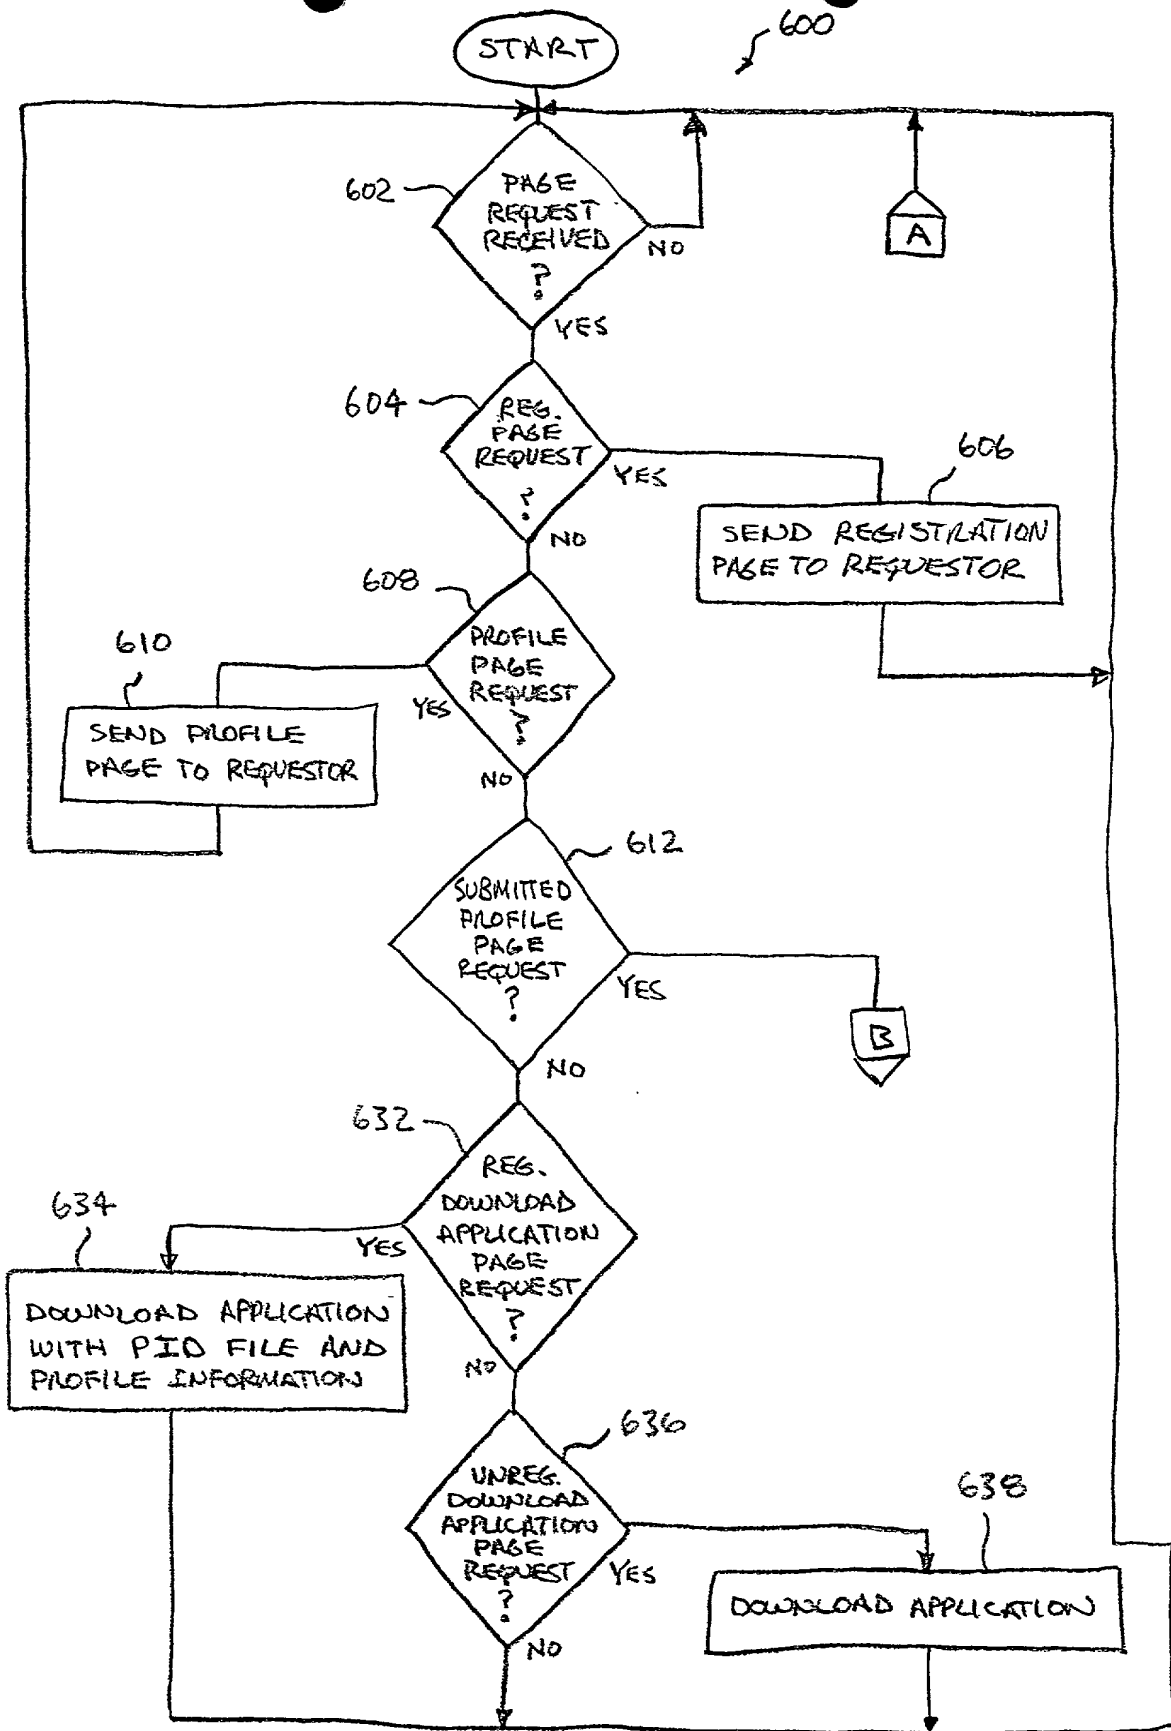 START
600
602
PAGE
REQUEST
RECEIVED
?
NO
A
YES
604
REG.
PAGE
REQUEST
?
YES
606
SEND REGISTRATION
PAGE TO REQUESTOR
NO
608
PROFILE
PAGE
REQUEST
?
YES
610
SEND PROFILE
PAGE TO REQUESTOR
NO
612
SUBMITTED
PROFILE
PAGE
REQUEST
?
YES
B
NO
632
REG.
DOWNLOAD
APPLICATION
PAGE
REQUEST
?
YES
634
DOWNLOAD APPLICATION
WITH PID FILE AND
PROFILE INFORMATION
NO
636
UNREG.
DOWNLOAD
APPLICATION
PAGE
REQUEST
?
YES
638
DOWNLOAD APPLICATION
NO